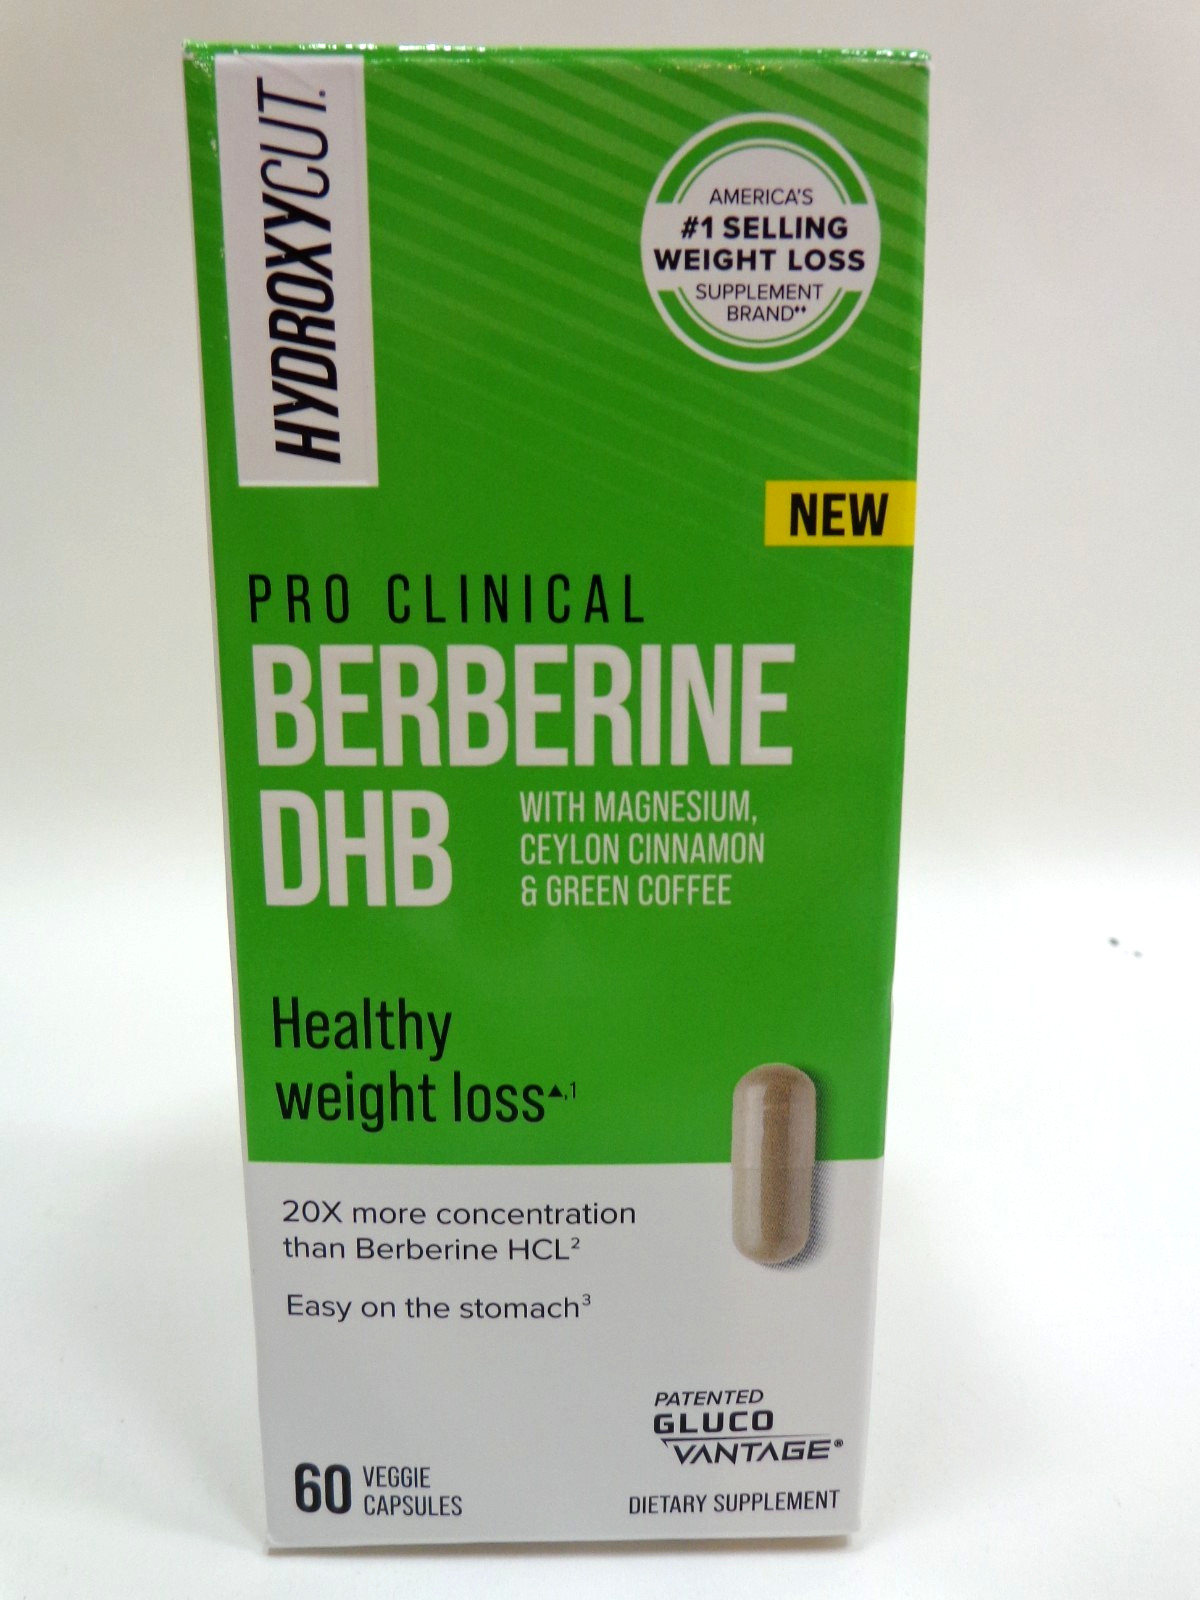 HYDROXYCUT.
AMERICA'S
#1 SELLING
WEIGHT LOSS
SUPPLEMENT
BRAND♦♦
NEW
PRO CLINICAL
BERBERINE
DHB
WITH MAGNESIUM,
CEYLON CINNAMON
& GREEN COFFEE
Healthy
weight loss▲,1
20X more concentration
than Berberine HCL²
Easy on the stomach³
PATENTED
GLUCO
VANTAGE®
60
VEGGIE
CAPSULES
DIETARY SUPPLEMENT